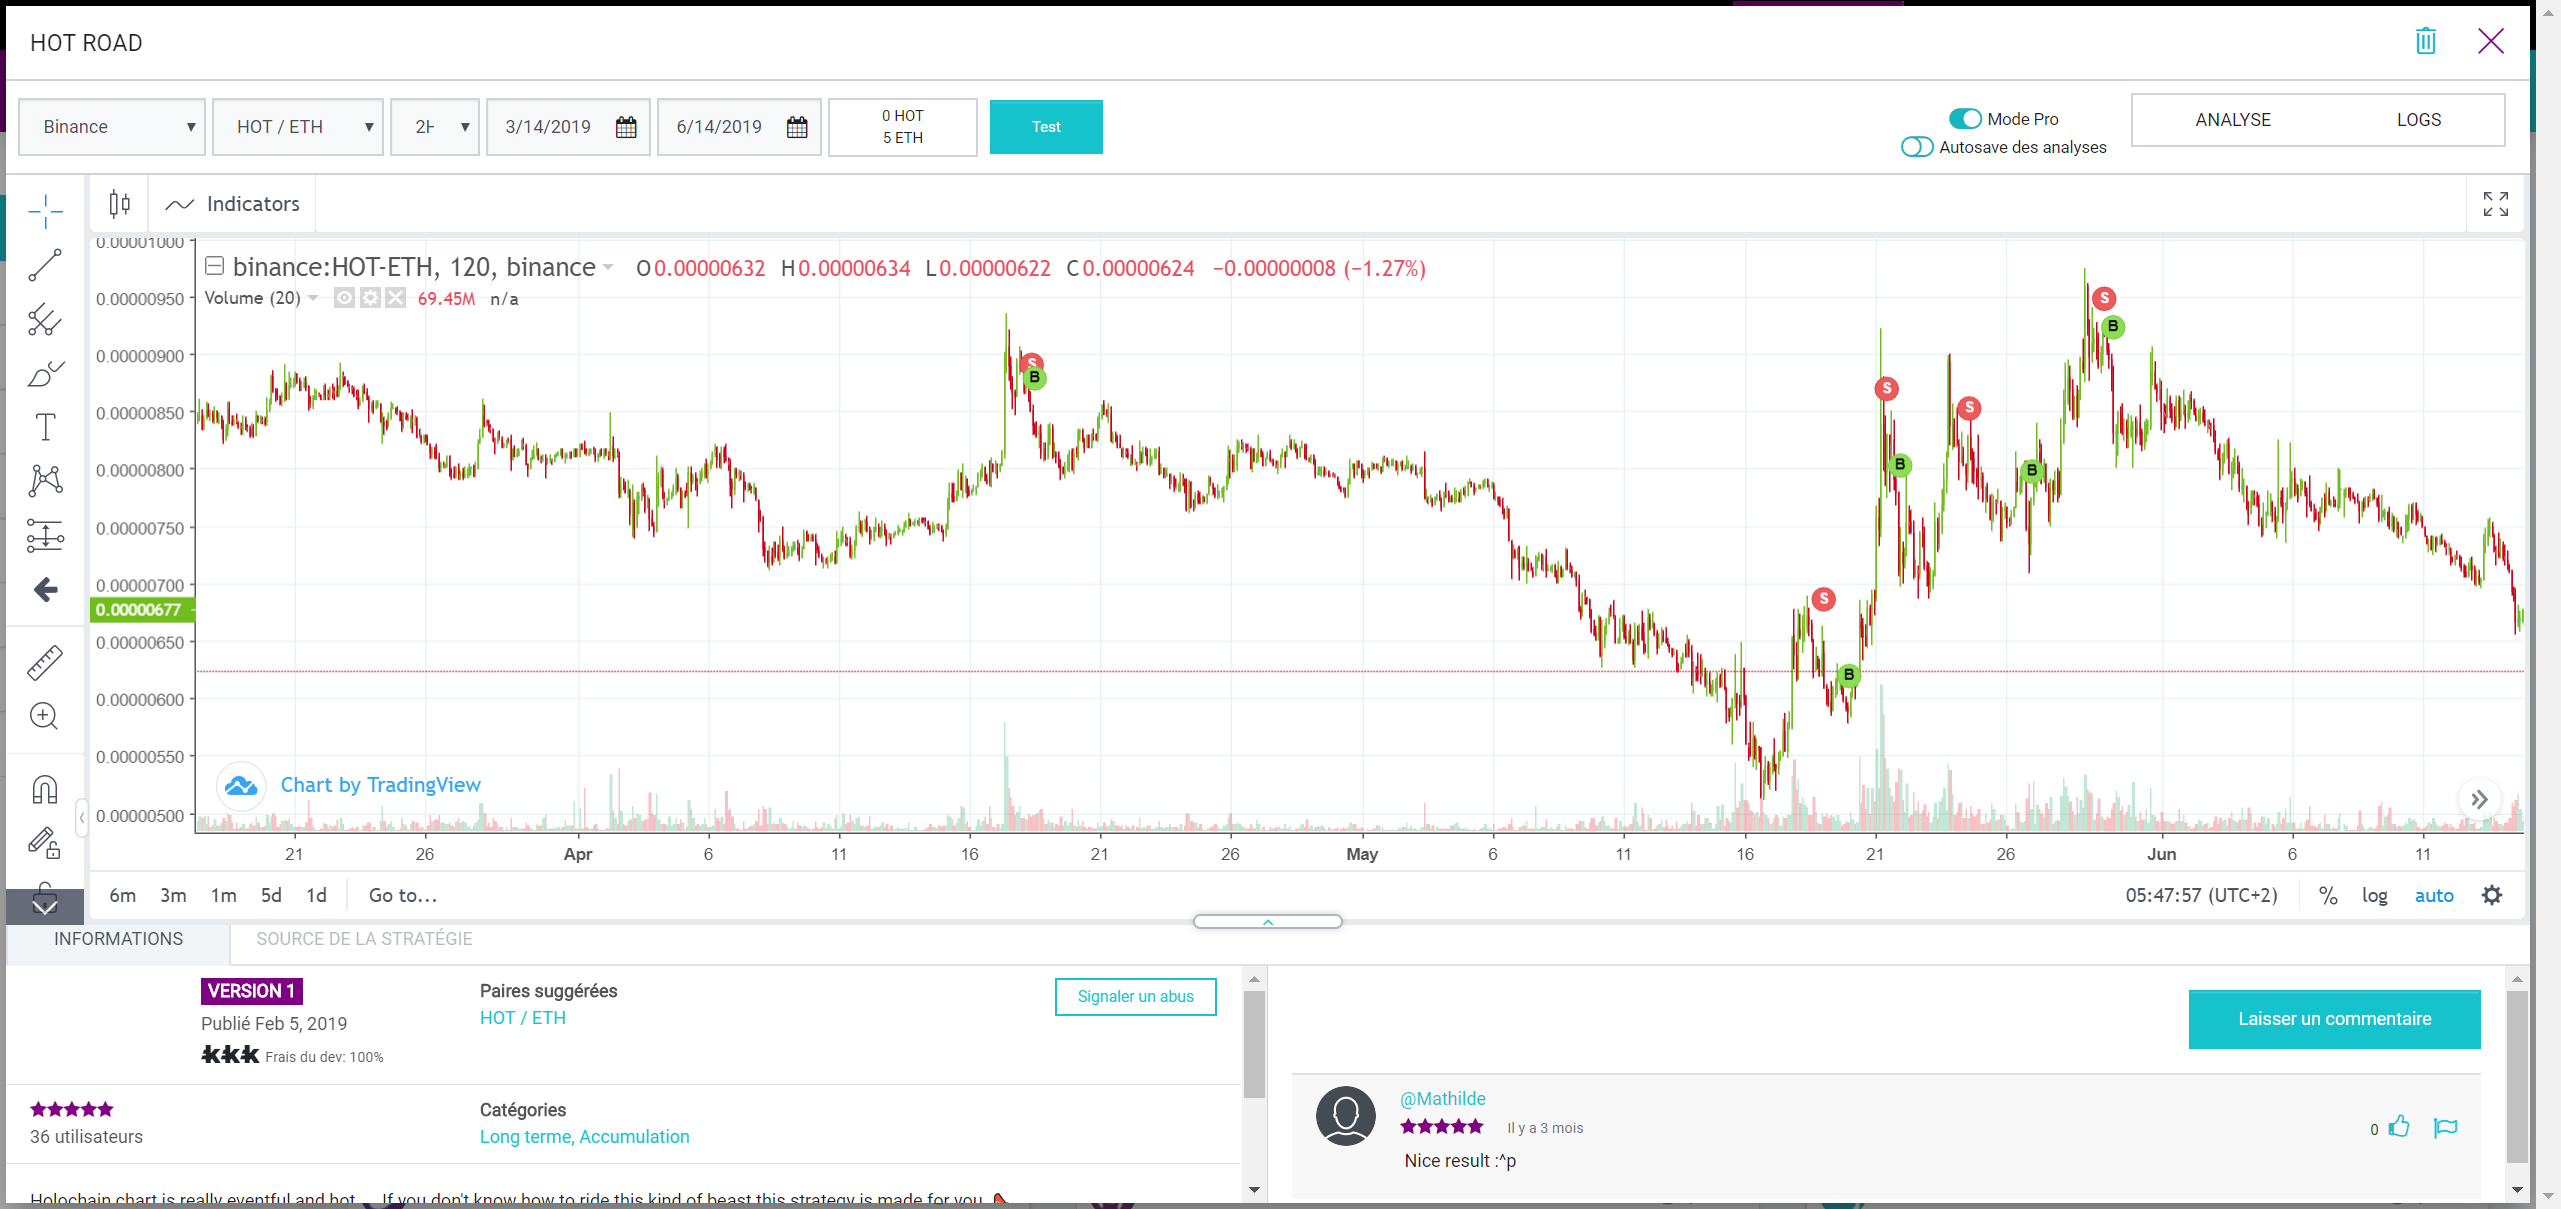 HOT ROAD
Binance
HOT / ETH
2H
3/14/2019
6/14/2019
0 HOT
5 ETH
Test
Mode Pro
Autosave des analyses
ANALYSE
LOGS
Indicators
binance:HOT-ETH, 120, binance O0.00000632 H0.00000634 L0.00000622 C0.00000624 −0.00000008 (−1.27%)
Volume (20) 69.45M n/a
0.00001000
0.00000950
0.00000900
0.00000850
0.00000800
0.00000750
0.00000700
0.00000677
0.00000650
0.00000600
0.00000550
0.00000500
S
B
S
B
S
B
S
B
S
B
Chart by TradingView
21 26 Apr 6 11 16 21 26 May 6 11 16 21 26 Jun 6 11
6m 3m 1m 5d 1d Go to...
05:47:57 (UTC+2) % log auto
INFORMATIONS
SOURCE DE LA STRATÉGIE
VERSION 1
Publié Feb 5, 2019
Frais du dev: 100%
Paires suggérées
HOT / ETH
Signaler un abus
36 utilisateurs
Catégories
Long terme, Accumulation
Holochain chart is really eventful and hot ... If you don't know how to ride this kind of beast this strategy is made for you
Laisser un commentaire
@Mathilde
Il y a 3 mois
0
Nice result :^p